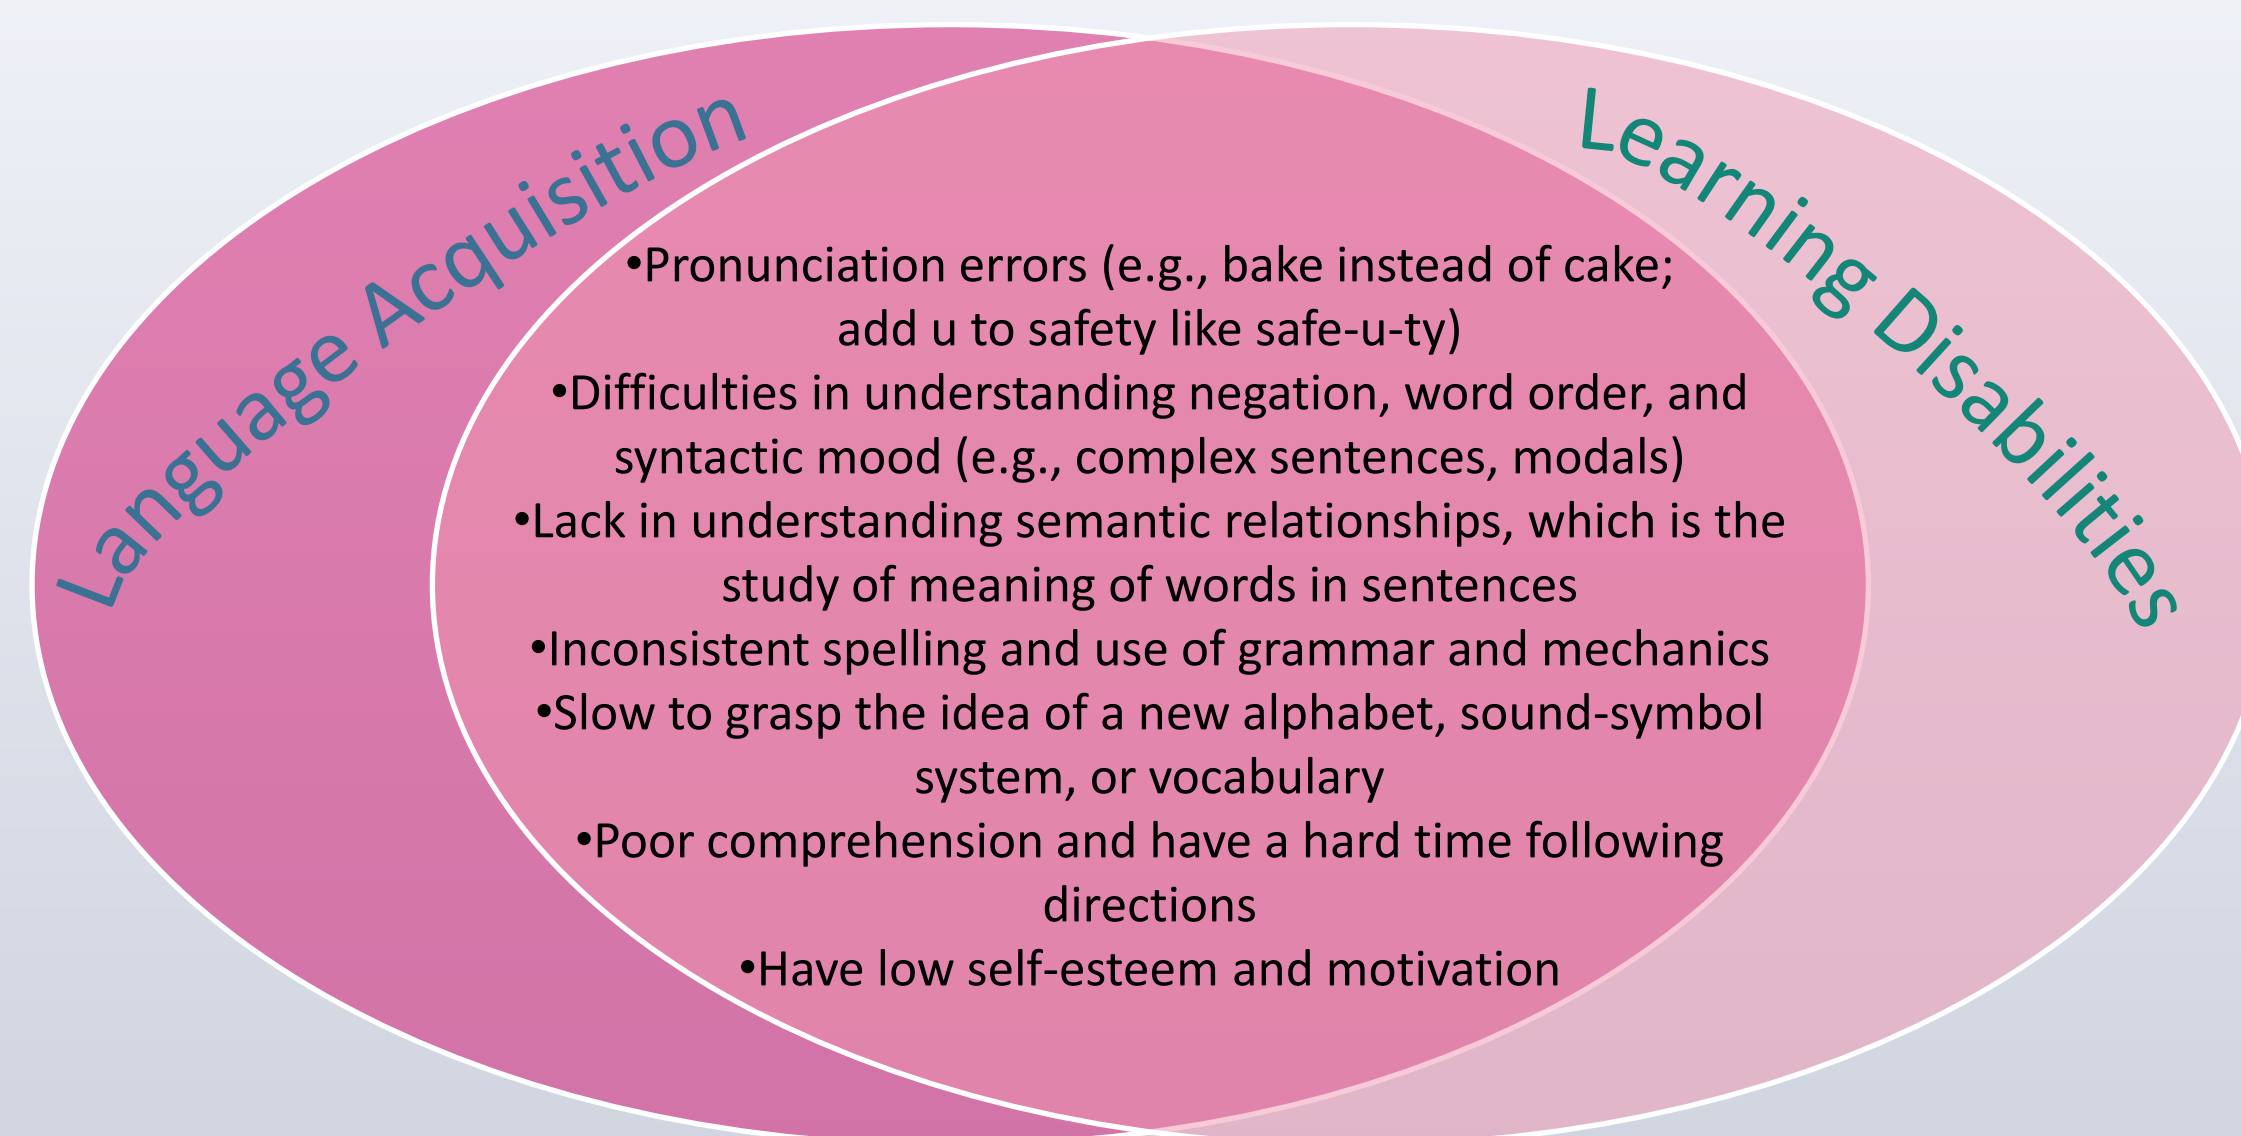 Language Acquisition
Learning Disabilities
•Pronunciation errors (e.g., bake instead of cake;
add u to safety like safe-u-ty)
•Difficulties in understanding negation, word order, and
syntactic mood (e.g., complex sentences, modals)
•Lack in understanding semantic relationships, which is the
study of meaning of words in sentences
•Inconsistent spelling and use of grammar and mechanics
•Slow to grasp the idea of a new alphabet, sound-symbol
system, or vocabulary
•Poor comprehension and have a hard time following
directions
•Have low self-esteem and motivation